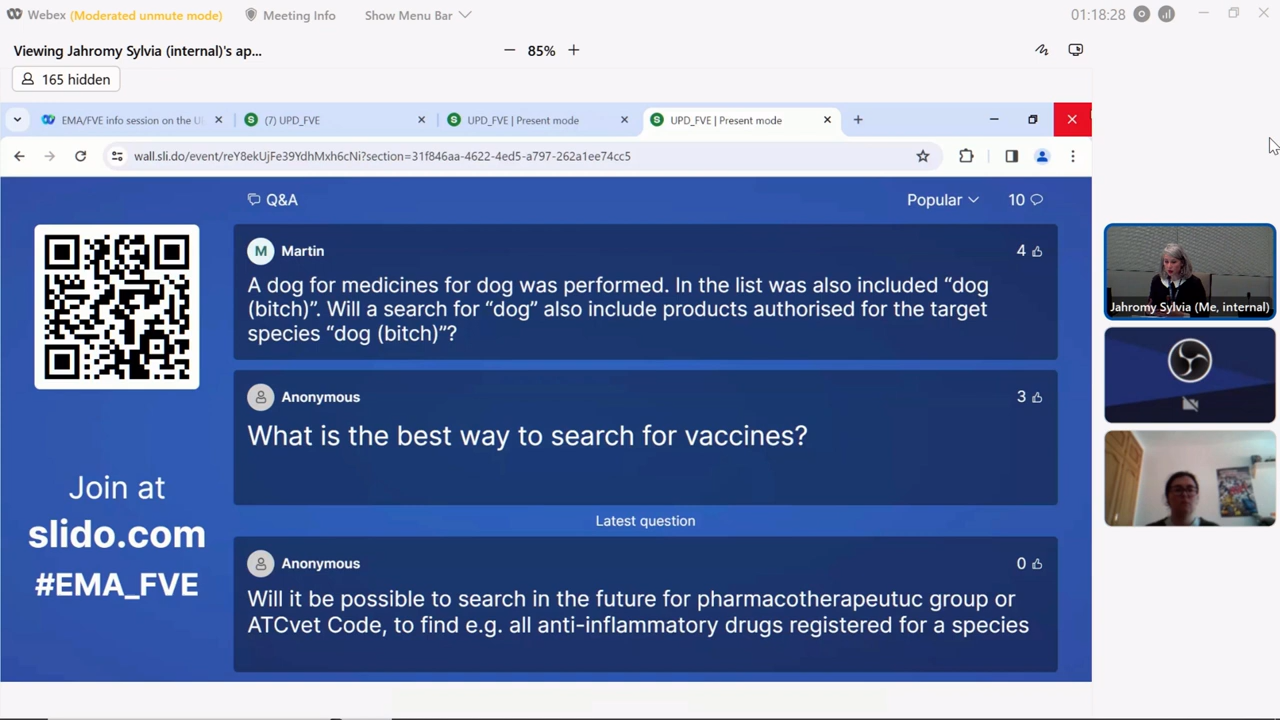 Webex (Moderated unmute mode) Meeting Info Show Menu Bar 01:18:28
Viewing Jahromy Sylvia (internal)'s ap... 85%
165 hidden
EMA/FVE info session on the U (7) UPD_FVE UPD_FVE | Present mode UPD_FVE | Present mode
wall.sli.do/event/reY8ekUjFe39YdhMxh6cNi?section=31f846aa-4622-4ed5-a797-262a1ee74cc5
Q&A Popular 10
M Martin 4
A dog for medicines for dog was performed. In the list was also included “dog
(bitch)”. Will a search for “dog” also include products authorised for the target
species “dog (bitch)”?
Anonymous 3
What is the best way to search for vaccines?
Latest question
Anonymous 0
Will it be possible to search in the future for pharmacotherapeutuc group or
ATCvet Code, to find e.g. all anti-inflammatory drugs registered for a species
Join at
slido.com
#EMA_FVE
Jahromy Sylvia (Me, internal)